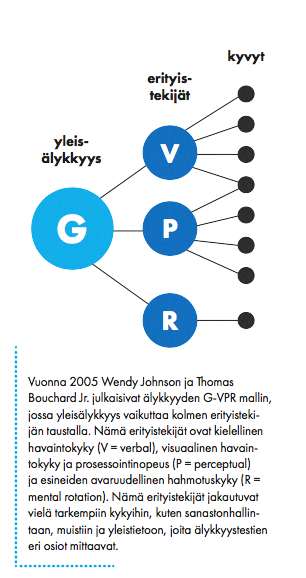 kyvyt
erityis-
tekijät
yleis-
älykkyys
V
G
P
R
Vuonna 2005 Wendy Johnson ja Thomas
Bouchard Jr. julkaisivat älykkyyden G-VPR mallin,
jossa yleisälykkyys vaikuttaa kolmen erityisteki-
jän taustalla. Nämä erityistekijät ovat kielellinen
havaintokyky (V = verbal), visuaalinen havain-
tokyky ja prosessointinopeus (P = perceptual)
ja esineiden avaruudellinen hahmotuskyky (R =
mental rotation). Nämä erityistekijät jakautuvat
vielä tarkempiin kykyihin, kuten sanastonhallin-
taan, muistiin ja yleistietoon, joita älykkyystestien
eri osiot mittaavat.